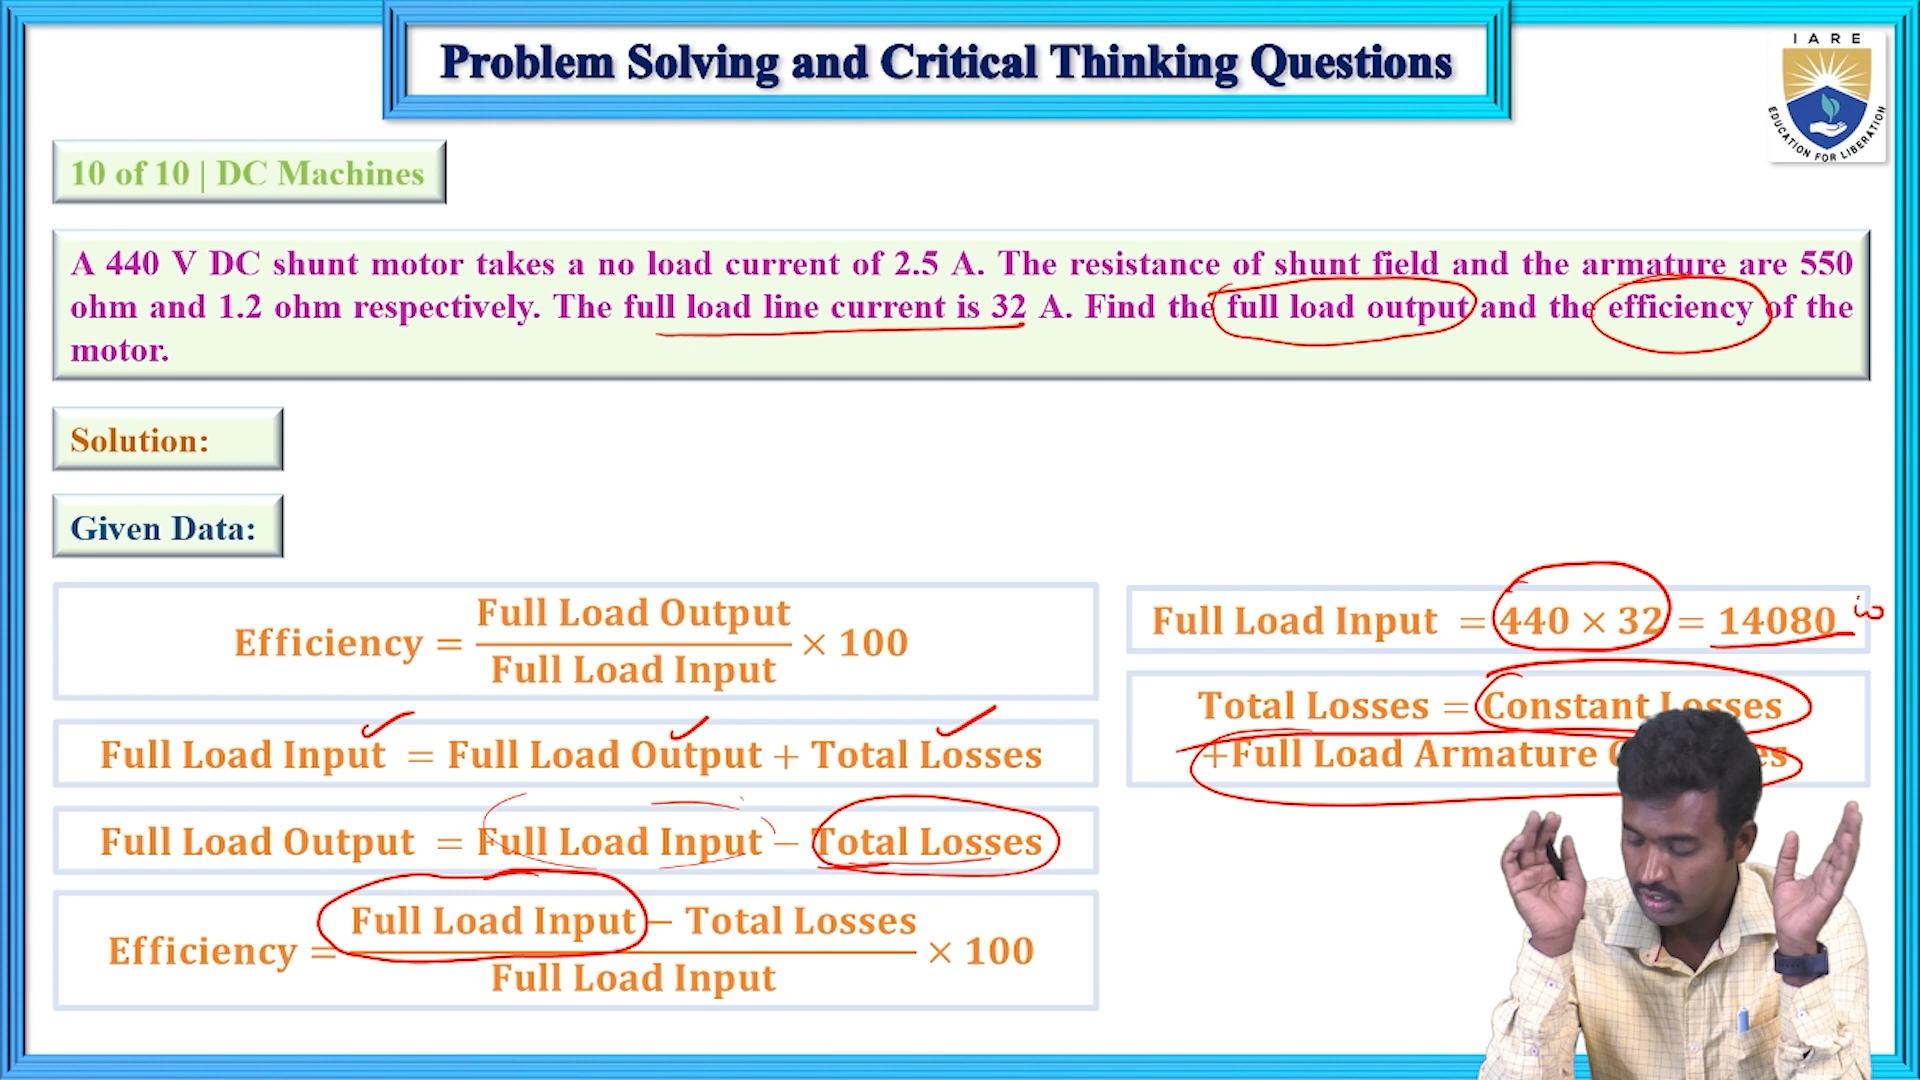 Problem Solving and Critical Thinking Questions
I A R E
EDUCATION FOR LIBERATION
10 of 10 | DC Machines
A 440 V DC shunt motor takes a no load current of 2.5 A. The resistance of shunt field and the armature are 550
ohm and 1.2 ohm respectively. The full load line current is 32 A. Find the full load output and the efficiency of the
motor.
Solution:
Given Data:
Efficiency = Full Load Output / Full Load Input × 100
Full Load Input = Full Load Output + Total Losses
Full Load Output = Full Load Input − Total Losses
Efficiency = Full Load Input − Total Losses / Full Load Input × 100
Full Load Input = 440 × 32 = 14080 w
Total Losses = Constant Losses
+Full Load Armature